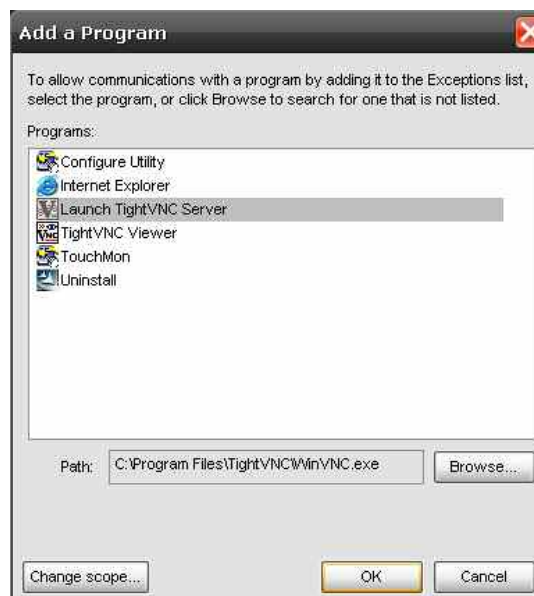 Add a Program
To allow communications with a program by adding it to the Exceptions list,
select the program, or click Browse to search for one that is not listed.
Programs:
Configure Utility
Internet Explorer
Launch TightVNC Server
TightVNC Viewer
TouchMon
Uninstall
Path: C:\Program Files\TightVNC\WinVNC.exe Browse...
Change scope... OK Cancel